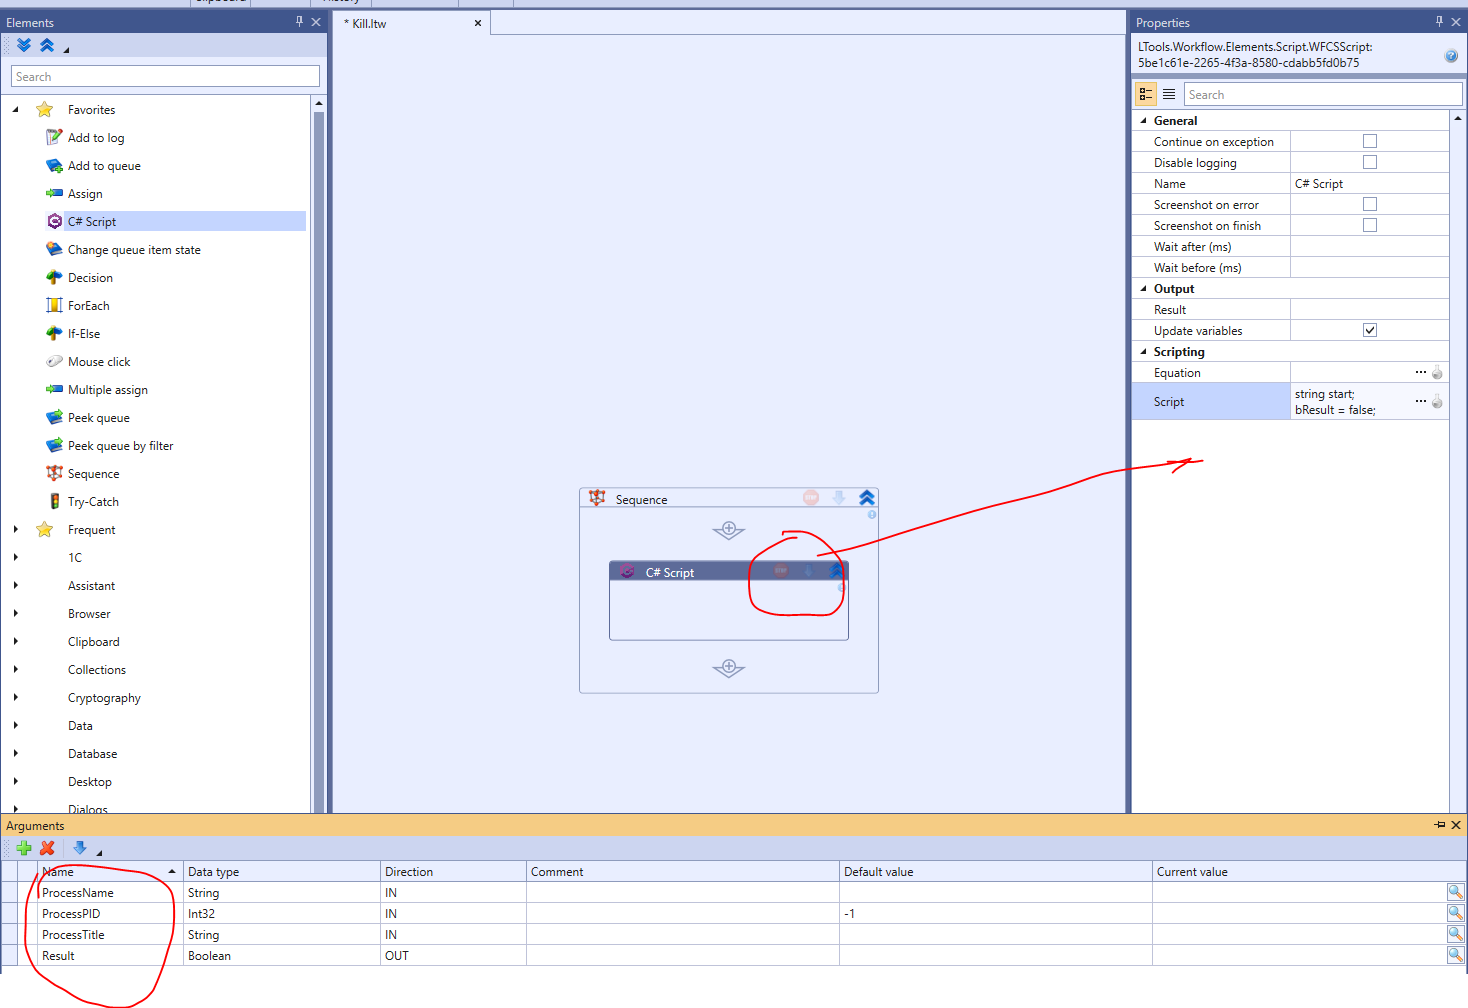 Elements
Search
Favorites
Add to log
Add to queue
Assign
C# Script
Change queue item state
Decision
ForEach
If-Else
Mouse click
Multiple assign
Peek queue
Peek queue by filter
Sequence
Try-Catch
Frequent
1C
Assistant
Browser
Clipboard
Collections
Cryptography
Data
Database
Desktop
Dialogs
* Kill.ltw
Sequence
C# Script
Properties
LTools.Workflow.Elements.Script.WFCSScript:
5be1c61e-2265-4f3a-8580-cdabb5fd0b75
Search
General
Continue on exception
Disable logging
Name C# Script
Screenshot on error
Screenshot on finish
Wait after (ms)
Wait before (ms)
Output
Result
Update variables
Scripting
Equation ...
Script string start; ...
bResult = false;
Arguments
Name Data type Direction Comment Default value Current value
ProcessName String IN
ProcessPID Int32 IN -1
ProcessTitle String IN
Result Boolean OUT